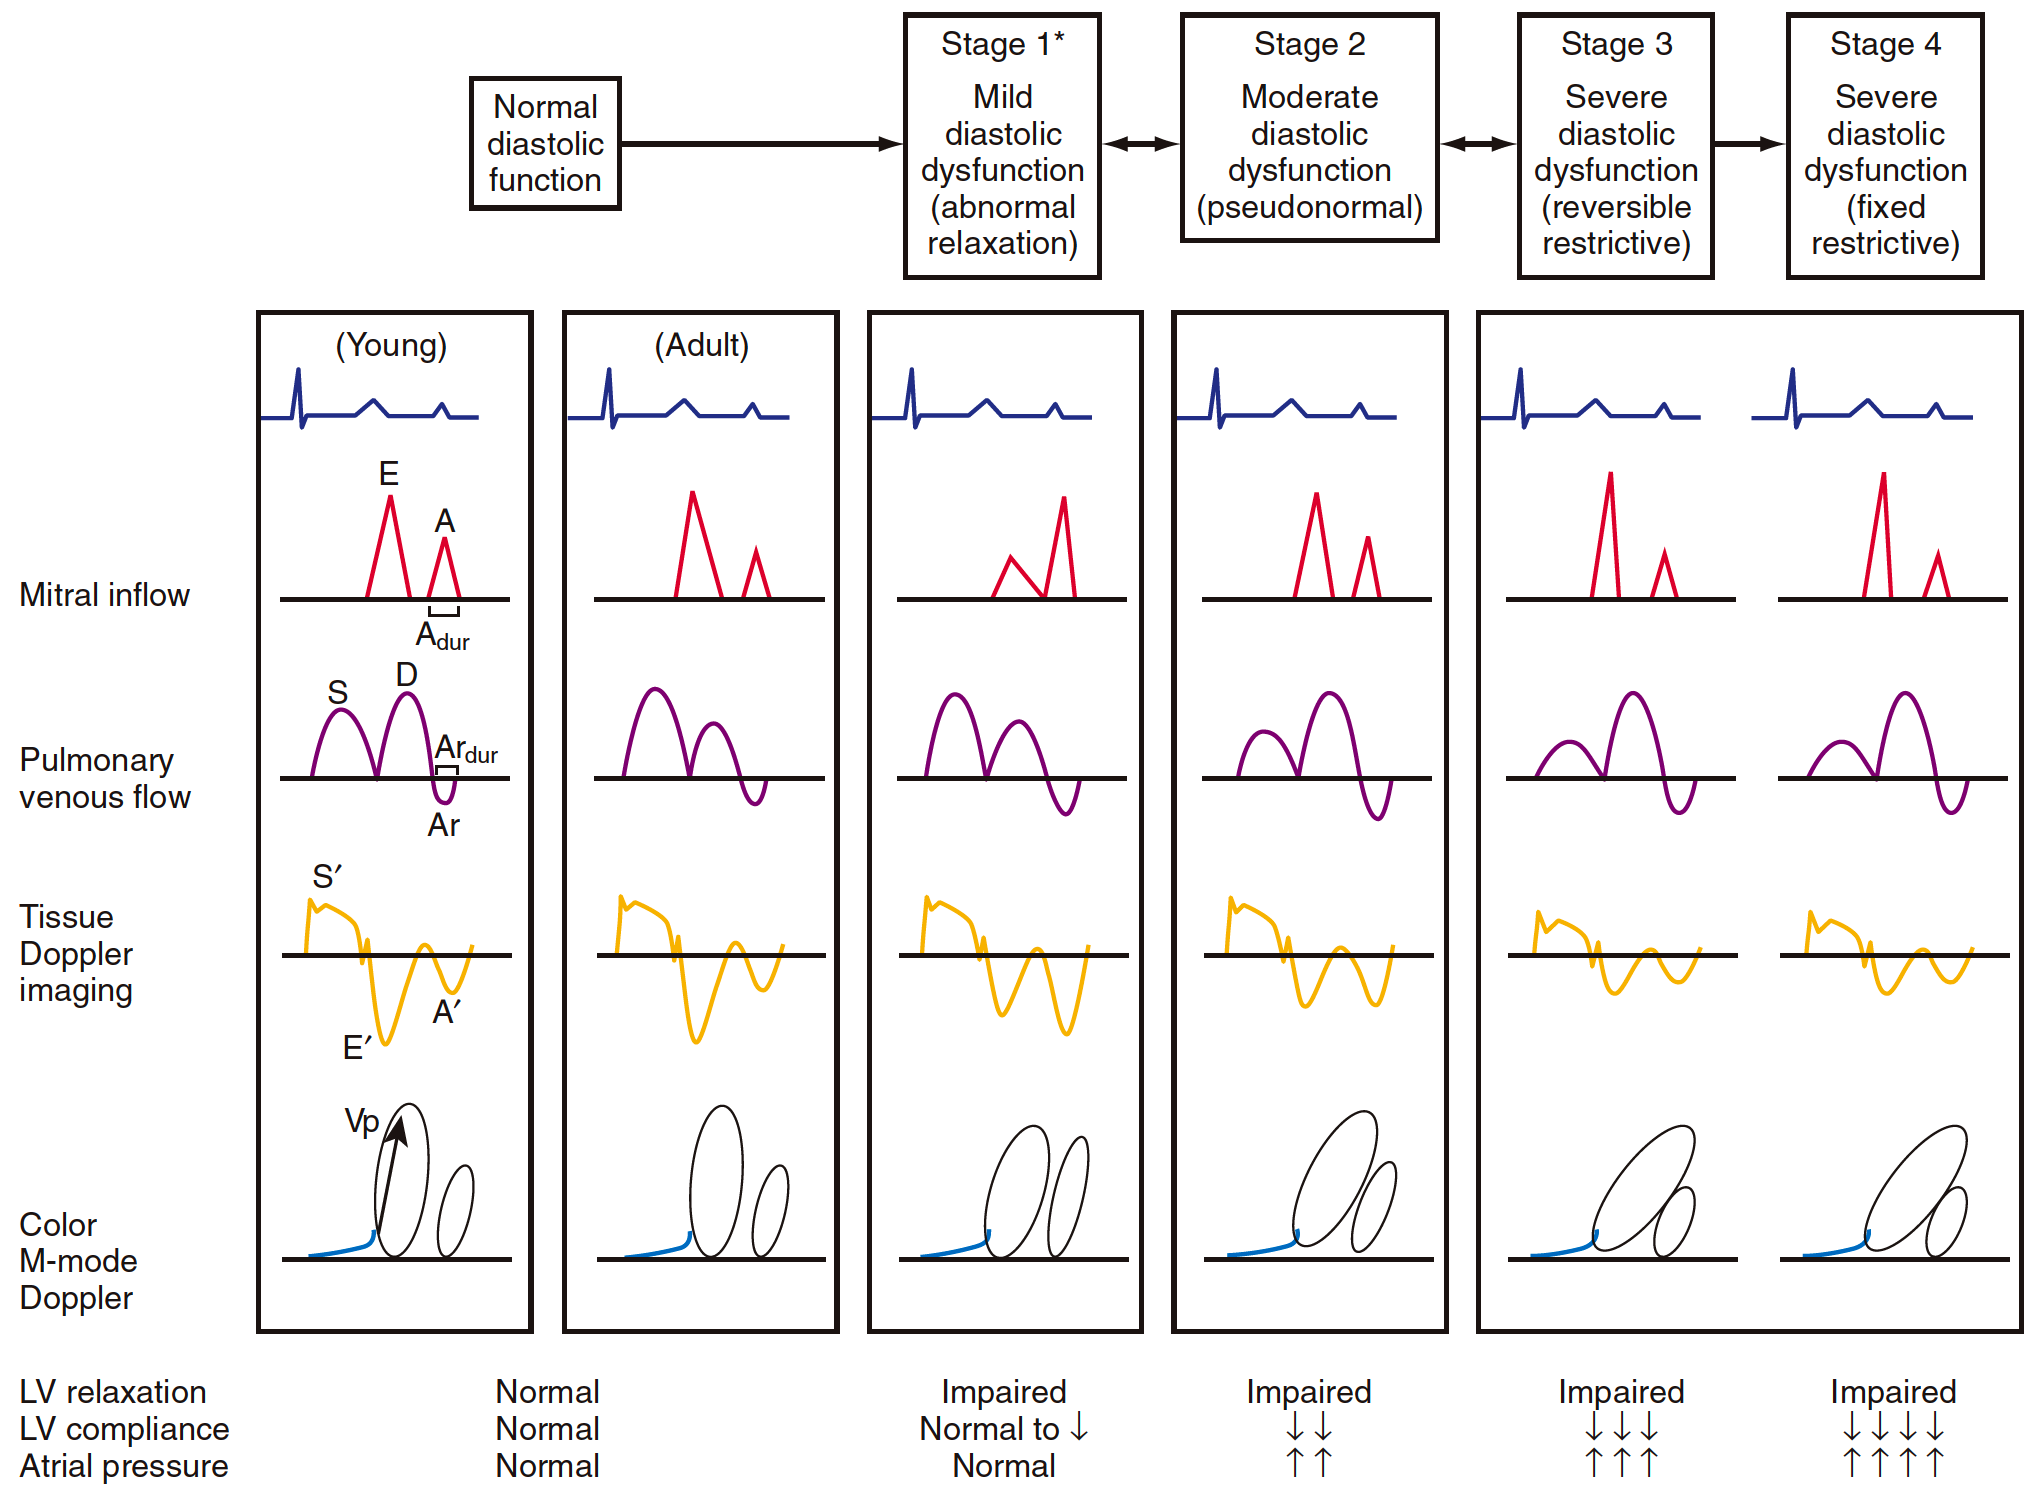 Normal
diastolic
function
Stage 1*
Mild
diastolic
dysfunction
(abnormal
relaxation)
Stage 2
Moderate
diastolic
dysfunction
(pseudonormal)
Stage 3
Severe
diastolic
dysfunction
(reversible
restrictive)
Stage 4
Severe
diastolic
dysfunction
(fixed
restrictive)
(Young)
(Adult)
Mitral inflow
E
A
Adur
Pulmonary
venous flow
S
D
Ardur
Ar
Tissue
Doppler
imaging
S′
E′
A′
Color
M-mode
Doppler
Vp
LV relaxation Normal Impaired Impaired Impaired Impaired
LV compliance Normal Normal to ↓ ↓↓ ↓↓↓ ↓↓↓↓
Atrial pressure Normal Normal ↑↑ ↑↑↑ ↑↑↑↑